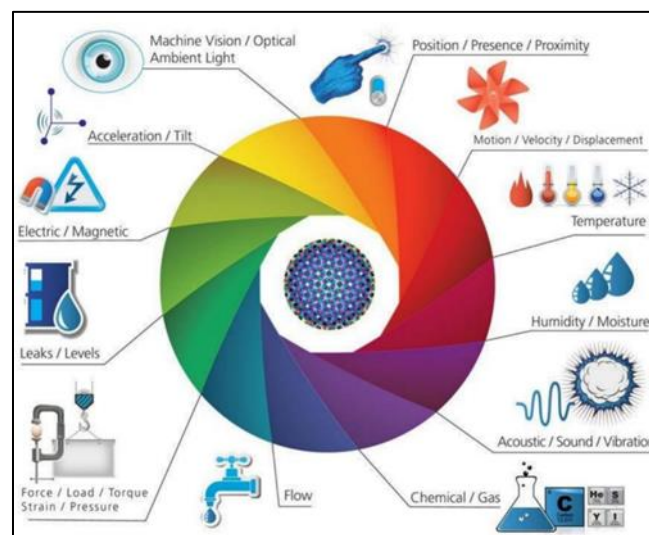 Machine Vision / Optical
Ambient Light
Position / Presence / Proximity
Acceleration / Tilt
Motion / Velocity / Displacement
Electric / Magnetic
Temperature
Leaks / Levels
Humidity / Moisture
Acoustic / Sound / Vibration
Force / Load / Torque
Strain / Pressure
Flow
Chemical / Gas
C
He S
Y I